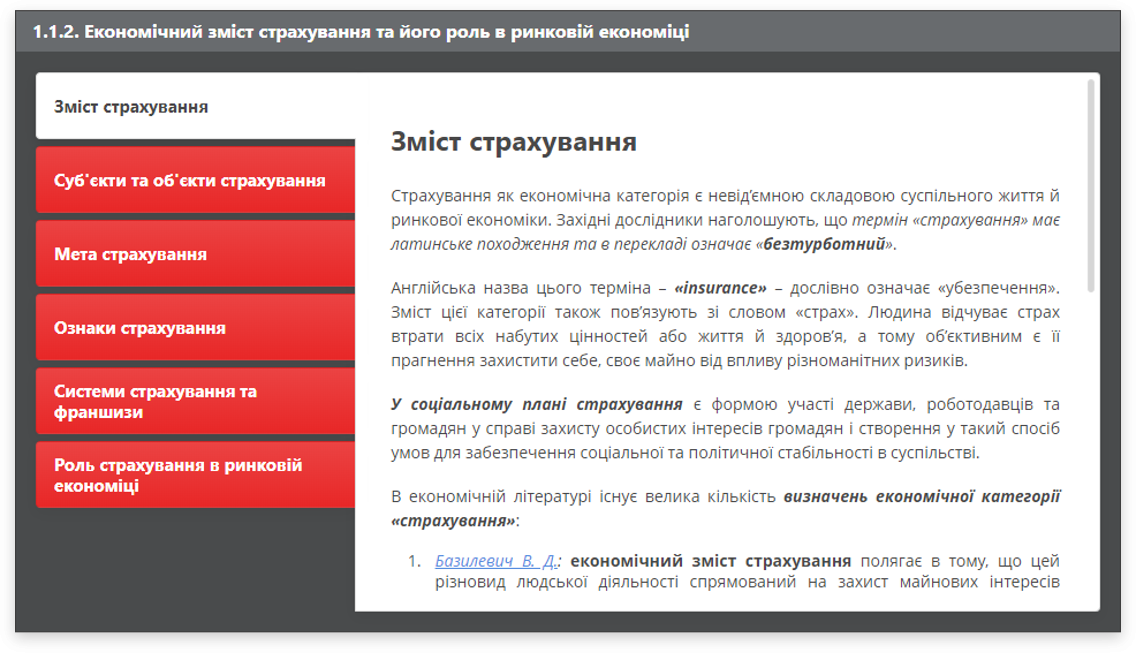 1.1.2. Економічний зміст страхування та його роль в ринковій економіці
Зміст страхування
Суб'єкти та об'єкти страхування
Мета страхування
Ознаки страхування
Системи страхування та
франшизи
Роль страхування в ринковій
економіці
Зміст страхування
Страхування як економічна категорія є невід’ємною складовою суспільного життя й
ринкової економіки. Західні дослідники наголошують, що термін «страхування» має
латинське походження та в перекладі означає «безтурботний».
Англійська назва цього терміна – «insurance» – дослівно означає «убезпечення».
Зміст цієї категорії також пов’язують зі словом «страх». Людина відчуває страх
втрати всіх набутих цінностей або життя й здоров’я, а тому об’єктивним є її
прагнення захистити себе, своє майно від впливу різноманітних ризиків.
У соціальному плані страхування є формою участі держави, роботодавців та
громадян у справі захисту особистих інтересів громадян і створення у такий спосіб
умов для забезпечення соціальної та політичної стабільності в суспільстві.
В економічній літературі існує велика кількість визначень економічної категорії
«страхування»:
1. Базилевич В. Д.: економічний зміст страхування полягає в тому, що цей
різновид людської діяльності спрямований на захист майнових інтересів